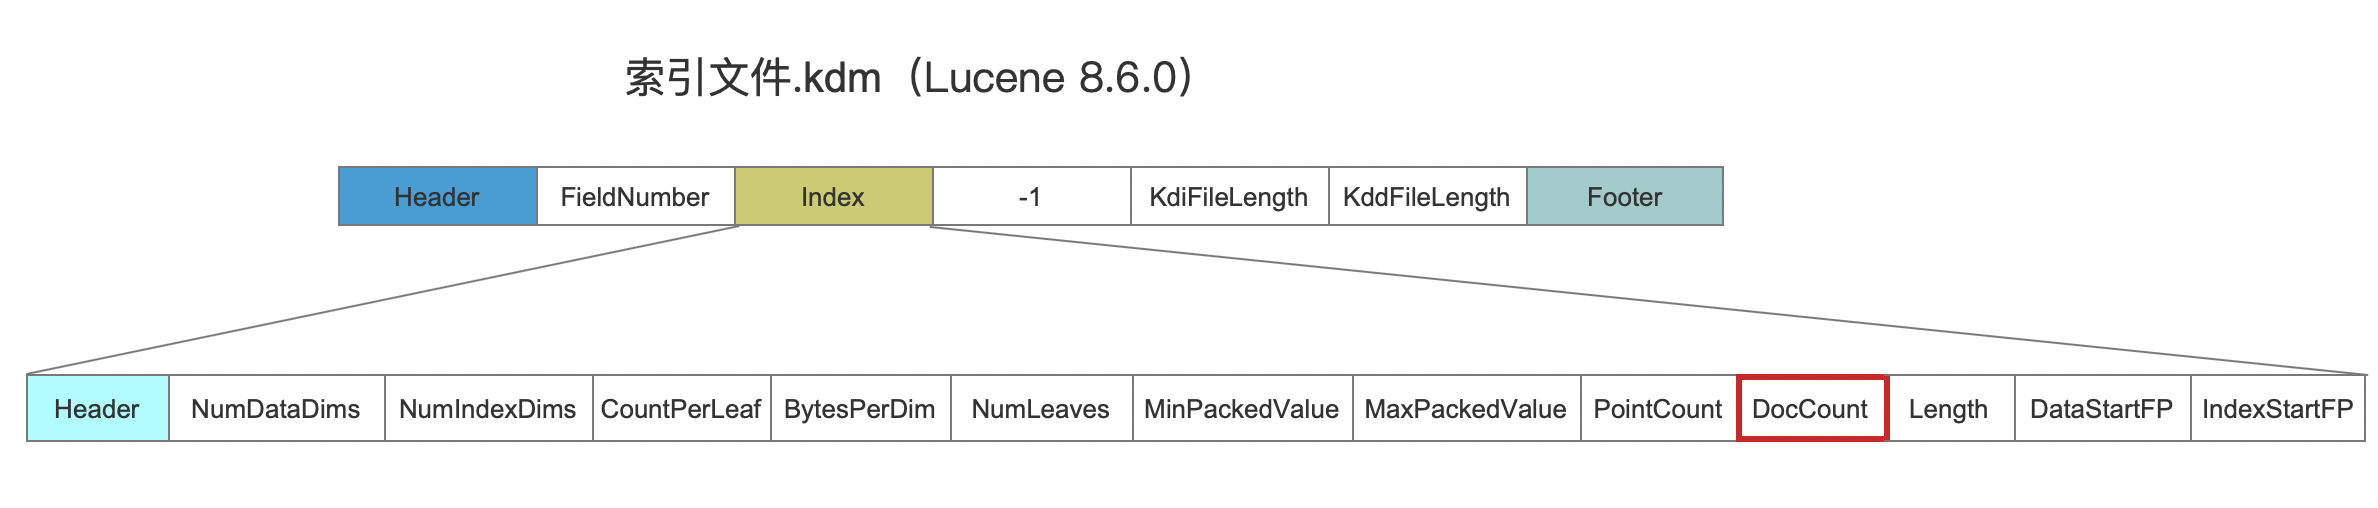 索引文件.kdm（Lucene 8.6.0）
Header FieldNumber Index -1 KdiFileLength KddFileLength Footer
Header NumDataDims NumIndexDims CountPerLeaf BytesPerDim NumLeaves MinPackedValue MaxPackedValue PointCount DocCount Length DataStartFP IndexStartFP